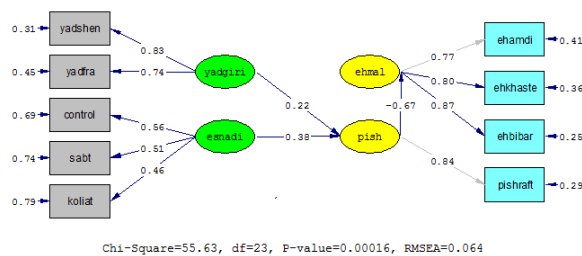 0.31 yadshen
0.45 yadfra
0.69 control
0.74 sabt
0.79 koliat
0.83
0.74
0.56
0.51
0.46
yadgiri
esnadi
0.22
0.38
ehmal
pish
-0.67
0.77
0.80
0.87
0.84
ehamdi 0.41
ehkhaste 0.36
ehbibar 0.25
pishraft 0.29
Chi-Square=55.63, df=23, P-value=0.00016, RMSEA=0.064